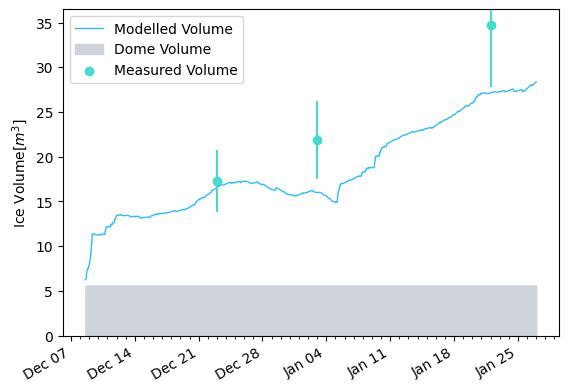 Modelled Volume
Dome Volume
Measured Volume
Ice Volume[m³]
35
30
25
20
15
10
5
0
Dec 07
Dec 14
Dec 21
Dec 28
Jan 04
Jan 11
Jan 18
Jan 25